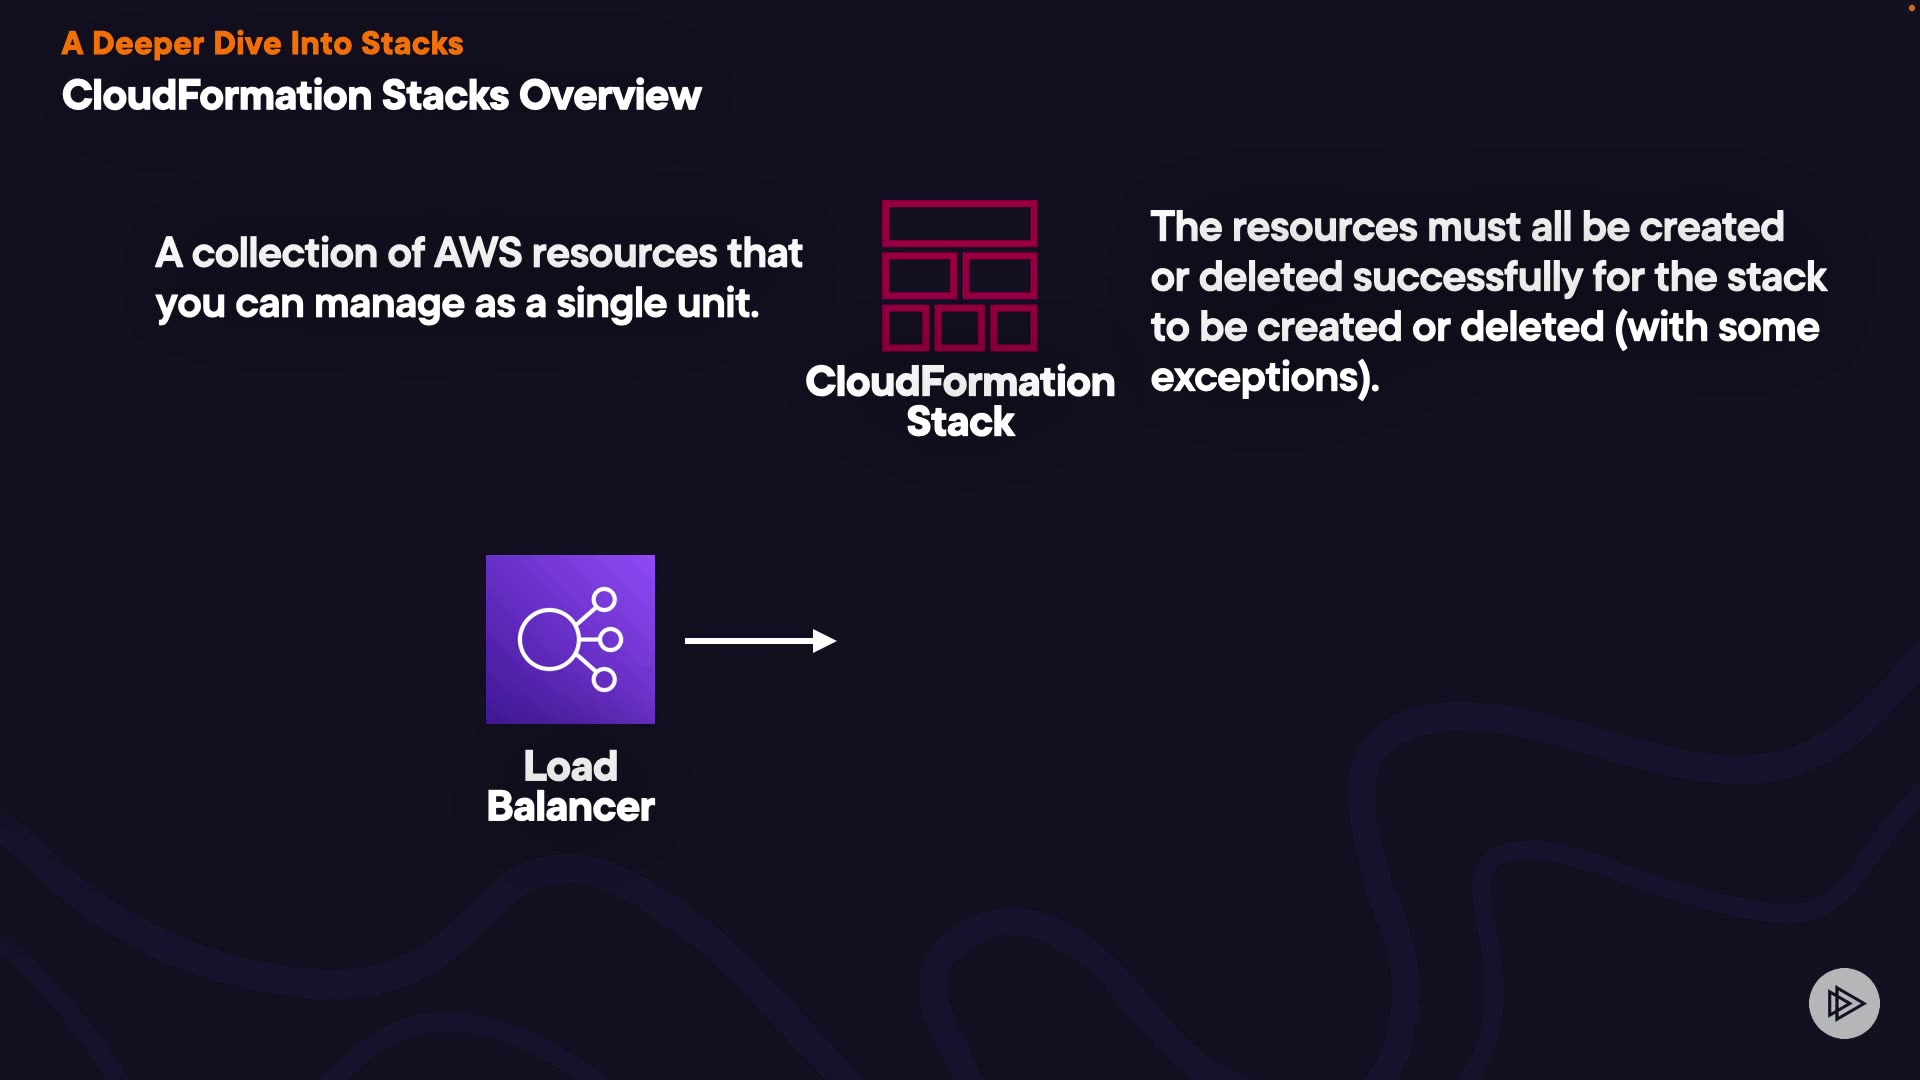 A Deeper Dive Into Stacks
CloudFormation Stacks Overview
A collection of AWS resources that
you can manage as a single unit.
CloudFormation
Stack
The resources must all be created
or deleted successfully for the stack
to be created or deleted (with some
exceptions).
Load
Balancer